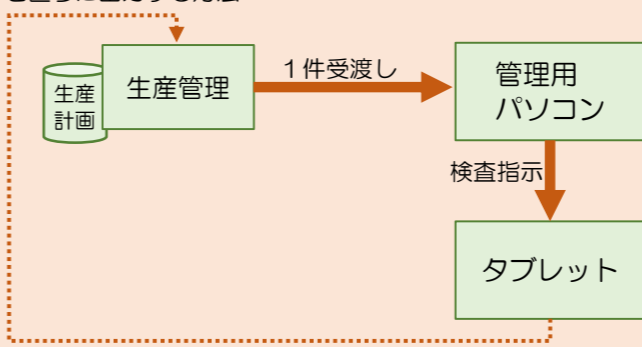 生産管理
1件受渡し
管理用
パソコン
生産
計画
検査指示
タブレット